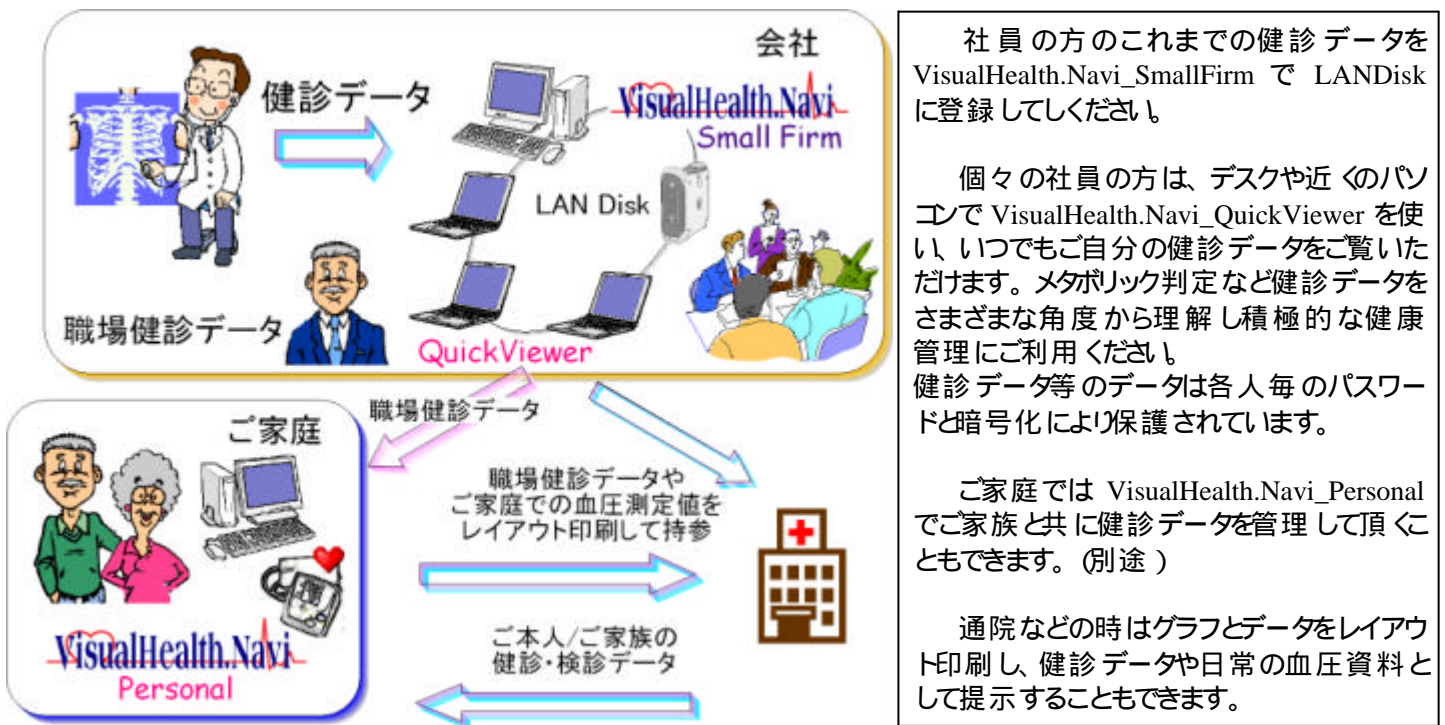 会社
VisualHealth.Navi
Small Firm
健診データ
LAN Disk
職場健診データ
QuickViewer
職場健診データ
ご家庭
VisualHealth.Navi
Personal
職場健診データや
ご家庭での血圧測定値を
レイアウト印刷して持参
ご本人/ご家族の
健診・検診データ
社員の方のこれまでの健診データを
VisualHealth.Navi_SmallFirm で LANDisk
に登録してしください。
個々の社員の方は、デスクや近くのパソ
コンで VisualHealth.Navi_QuickViewer を使
い、いつでもご自分の健診データをご覧いた
だけます。メタボリック判定など健診データを
さまざまな角度から理解し積極的な健康
管理にご利用ください。
健診データ等のデータは各人毎のパスワー
ドと暗号化により保護されています。
ご家庭では VisualHealth.Navi_Personal
でご家族と共に健診データを管理して頂くこ
ともできます。(別途)
通院などの時はグラフとデータをレイアウ
ト印刷し、健診データや日常の血圧資料と
して提示することもできます。